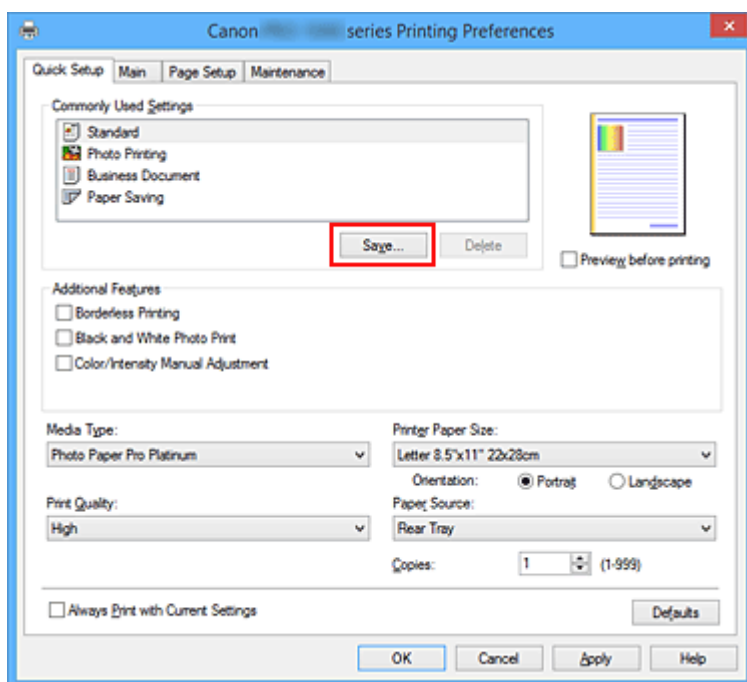 Canon series Printing Preferences
Quick Setup Main Page Setup Maintenance
Commonly Used Settings
Standard
Photo Printing
Business Document
Paper Saving
Save... Delete
Preview before printing
Additional Features
Borderless Printing
Black and White Photo Print
Color/Intensity Manual Adjustment
Media Type: Printer Paper Size:
Photo Paper Pro Platinum Letter 8.5"x11" 22x28cm
Orientation: Portrait Landscape
Print Quality: Paper Source:
High Rear Tray
Copies: 1 (1-999)
Always Print with Current Settings Defaults
OK Cancel Apply Help